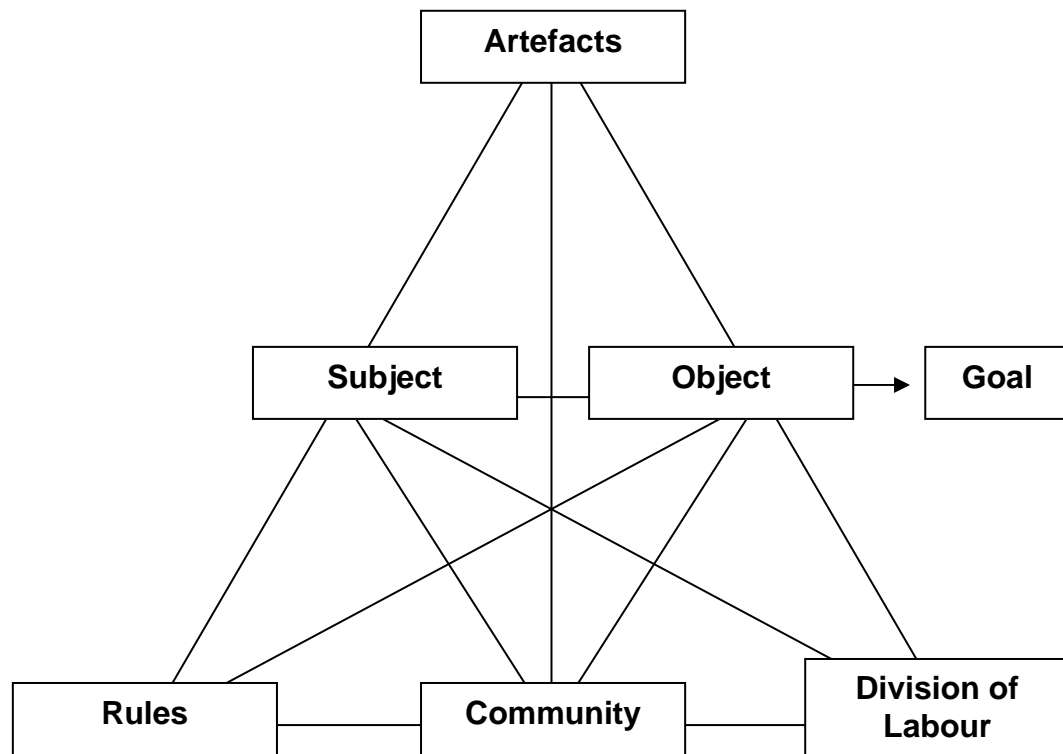 Artefacts
Subject
Object
Goal
Rules
Community
Division of
Labour